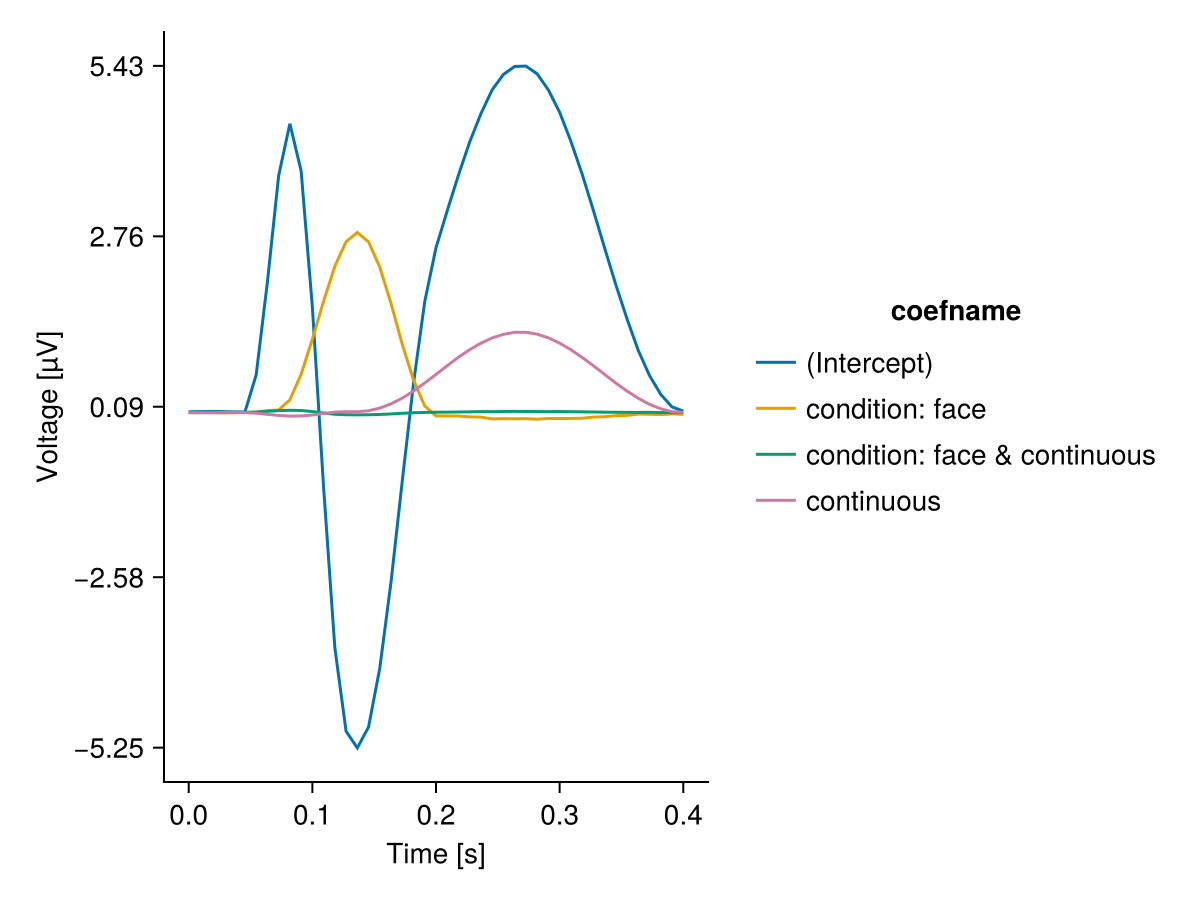 5.43
2.76
0.09
−2.58
−5.25
Voltage [µV]
0.0 0.1 0.2 0.3 0.4
Time [s]
coefname
(Intercept)
condition: face
condition: face & continuous
continuous